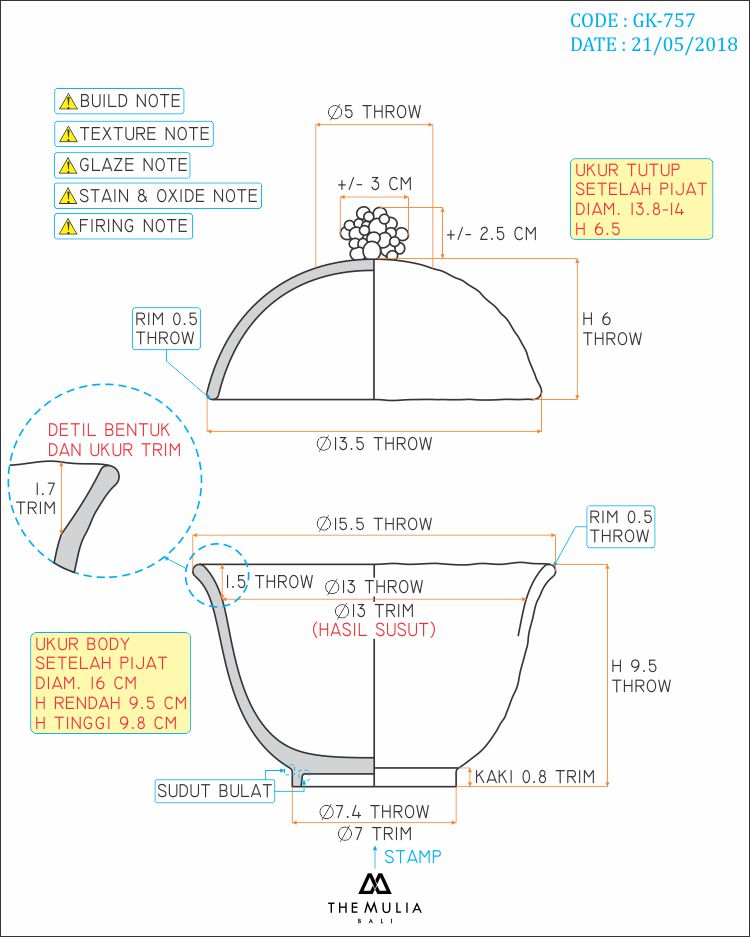 CODE : GK-757
DATE : 21/05/2018
BUILD NOTE
TEXTURE NOTE
GLAZE NOTE
STAIN & OXIDE NOTE
FIRING NOTE
Ø5 THROW
+/- 3 CM
+/- 2.5 CM
UKUR TUTUP
SETELAH PIJAT
DIAM. 13.8-14
H 6.5
RIM 0.5
THROW
H 6
THROW
Ø13.5 THROW
DETIL BENTUK
DAN UKUR TRIM
1.7
TRIM
Ø15.5 THROW
RIM 0.5
THROW
1.5 THROW
Ø13 THROW
Ø13 TRIM
(HASIL SUSUT)
UKUR BODY
SETELAH PIJAT
DIAM. 16 CM
H RENDAH 9.5 CM
H TINGGI 9.8 CM
H 9.5
THROW
KAKI 0.8 TRIM
SUDUT BULAT
Ø7.4 THROW
Ø7 TRIM
STAMP
THE MULIA
BALI